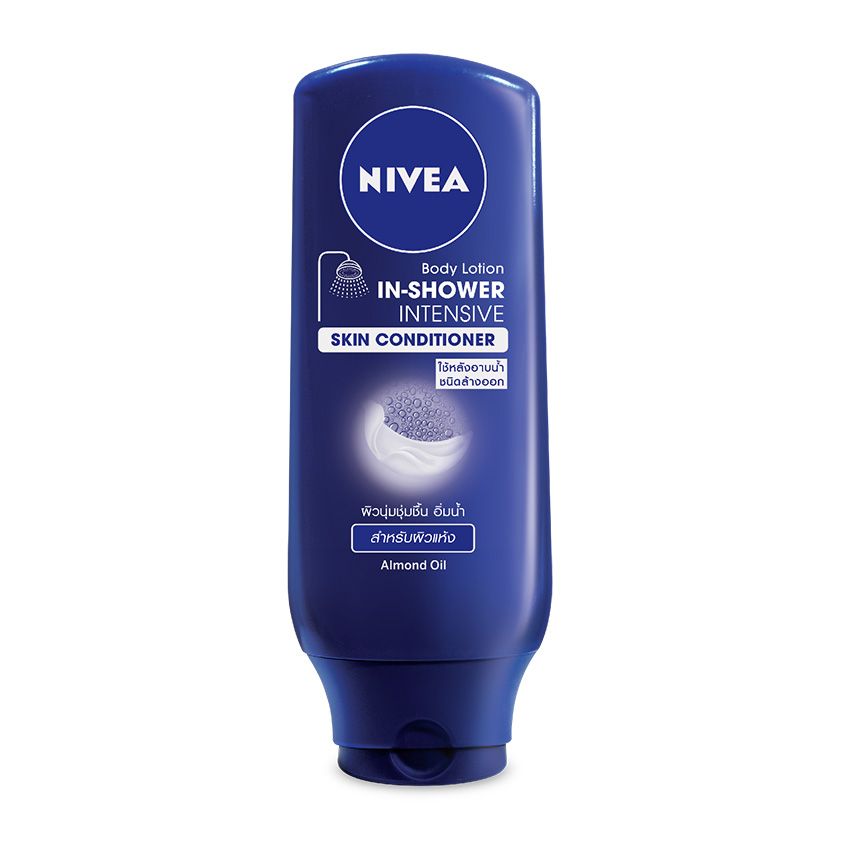 NIVEA
Body Lotion
IN-SHOWER
INTENSIVE
SKIN CONDITIONER
ใช้หลังอาบน้ำ
ชนิดล้างออก
ผิวนุ่มชุ่มชื้น อิ่มน้ำ
สำหรับผิวแห้ง
Almond Oil